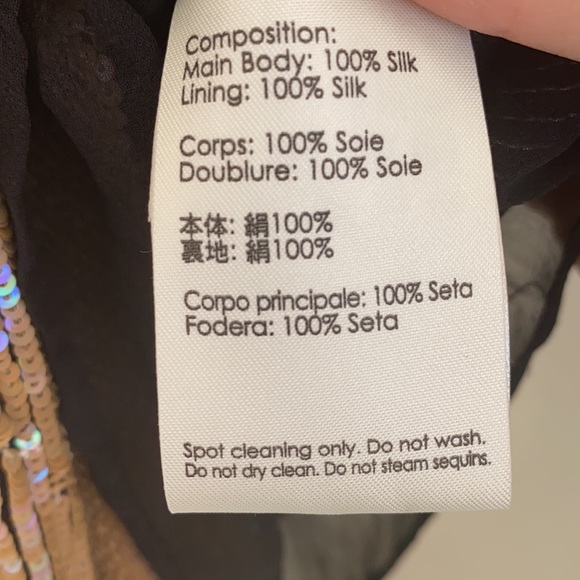 Composition:
Main Body: 100% Silk
Lining: 100% Silk
Corps: 100% Soie
Doublure: 100% Soie
本体: 絹100%
裏地: 絹100%
Corpo principale: 100% Seta
Fodera: 100% Seta
Spot cleaning only. Do not wash.
Do not dry clean. Do not steam sequins.